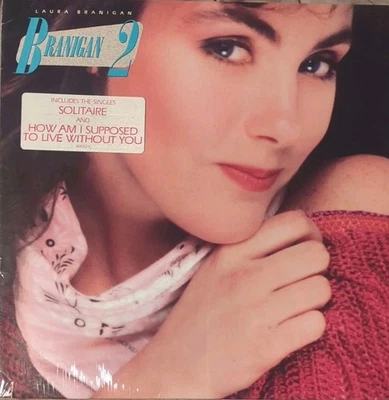 LAURA BRANIGAN
BRANIGAN 2
INCLUDES THE SINGLES
SOLITAIRE
AND
HOW AM I SUPPOSED
TO LIVE WITHOUT YOU